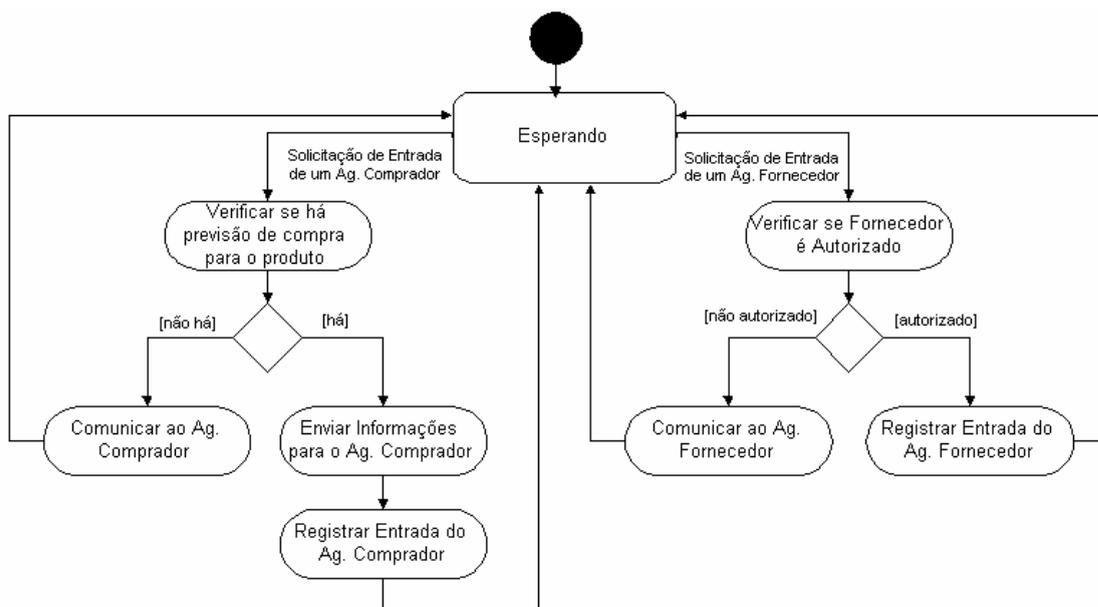 Esperando
Solicitação de Entrada
de um Ag. Comprador
Solicitação de Entrada
de um Ag. Fornecedor
Verificar se há
previsão de compra
para o produto
Verificar se Fornecedor
é Autorizado
[não há]
[há]
[não autorizado]
[autorizado]
Comunicar ao Ag.
Comprador
Enviar Informações
para o Ag. Comprador
Comunicar ao Ag.
Fornecedor
Registrar Entrada do
Ag. Fornecedor
Registrar Entrada do
Ag. Comprador